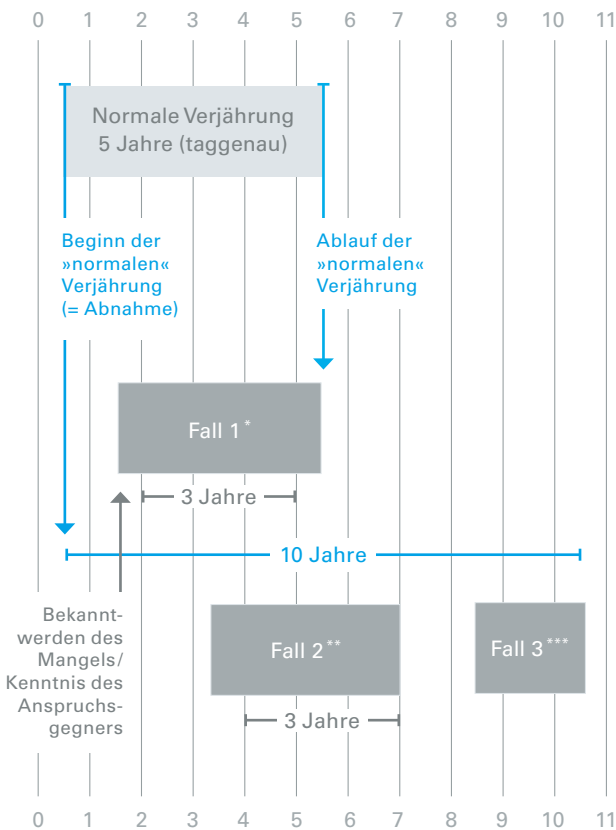 0 1 2 3 4 5 6 7 8 9 10 11
Normale Verjährung
5 Jahre (taggenau)
Beginn der
»normalen«
Verjährung
(= Abnahme)
Ablauf der
»normalen«
Verjährung
Fall 1*
3 Jahre
10 Jahre
Bekannt-
werden des
Mangels/
Kenntnis des
Anspruchs-
gegners
Fall 2**
Fall 3***
3 Jahre
0 1 2 3 4 5 6 7 8 9 10 11